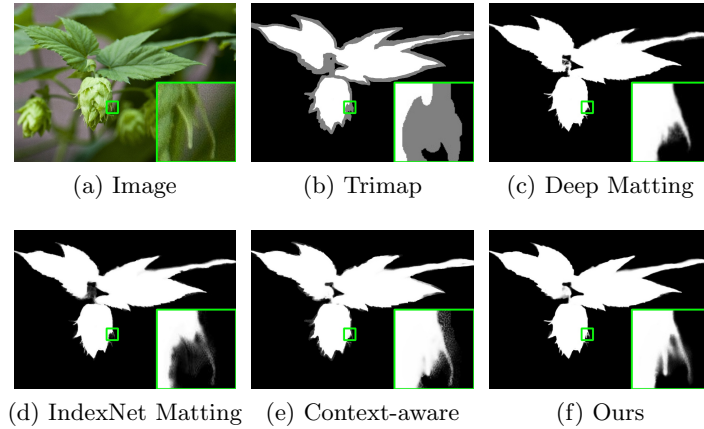 (a) Image
(b) Trimap
(c) Deep Matting
(d) IndexNet Matting
(e) Context-aware
(f) Ours